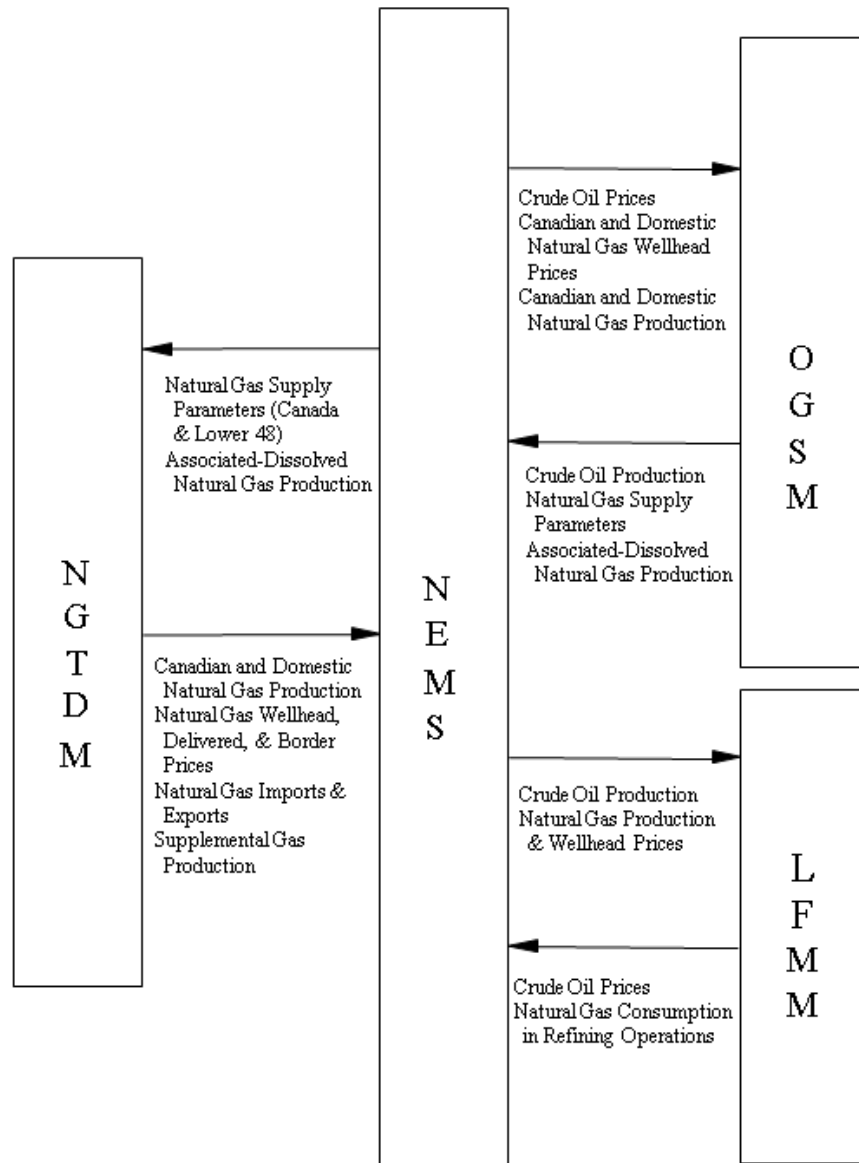 Crude Oil Prices
Canadian and Domestic
Natural Gas Wellhead
Prices
Canadian and Domestic
Natural Gas Production
O
G
S
M
Natural Gas Supply
Parameters (Canada
& Lower 48)
Associated-Dissolved
Natural Gas Production
Crude Oil Production
Natural Gas Supply
Parameters
Associated-Dissolved
Natural Gas Production
N
G
T
D
M
N
E
M
S
Canadian and Domestic
Natural Gas Production
Natural Gas Wellhead,
Delivered, & Border
Prices
Natural Gas Imports &
Exports
Supplemental Gas
Production
Crude Oil Production
Natural Gas Production
& Wellhead Prices
L
F
M
M
Crude Oil Prices
Natural Gas Consumption
in Refining Operations